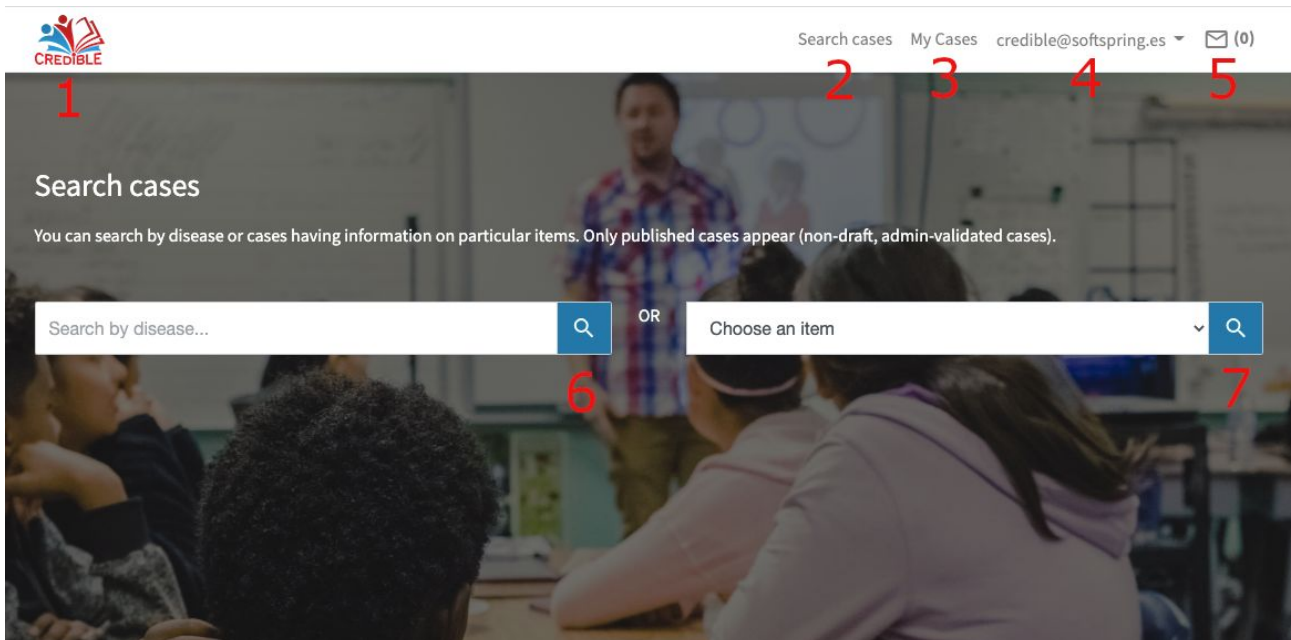 CREDIBLE
Search cases My Cases credible@softspring.es (0)
1 2 3 4 5
Search cases
You can search by disease or cases having information on particular items. Only published cases appear (non-draft, admin-validated cases).
Search by disease... OR Choose an item
6 7